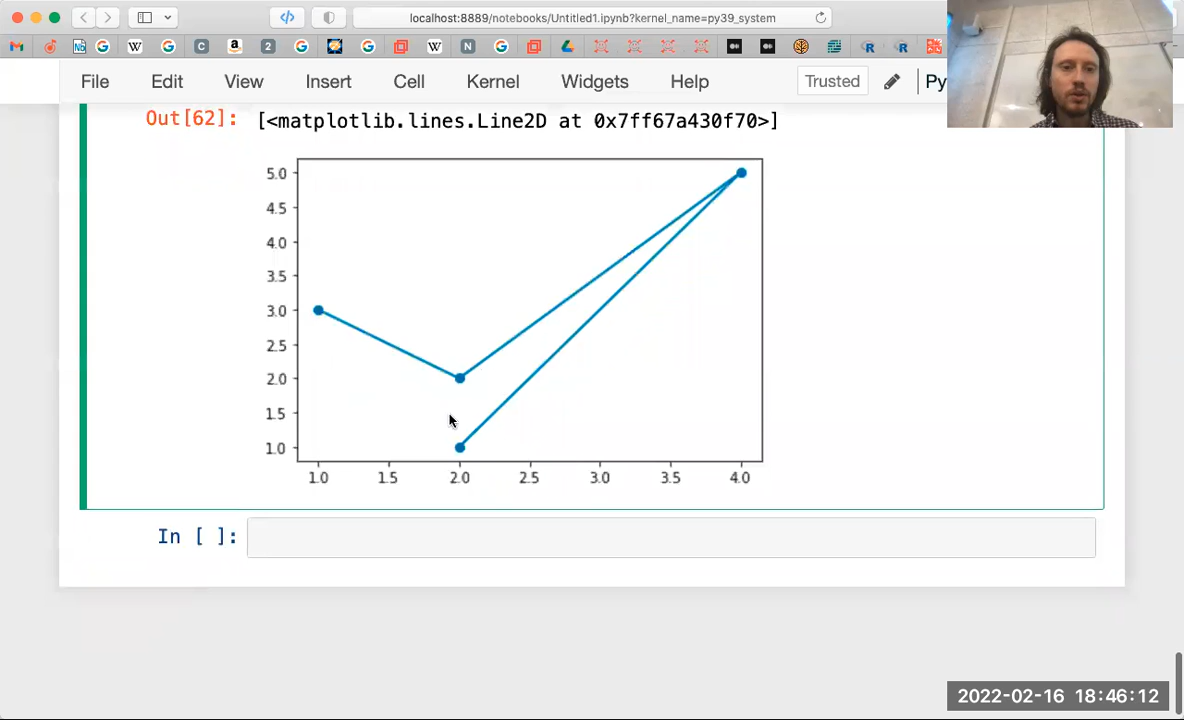 localhost:8889/notebooks/Untitled1.ipynb?kernel_name=py39_system
File Edit View Insert Cell Kernel Widgets Help Trusted Py
Out[62]: [<matplotlib.lines.Line2D at 0x7ff67a430f70>]
5.0
4.5
4.0
3.5
3.0
2.5
2.0
1.5
1.0
1.0 1.5 2.0 2.5 3.0 3.5 4.0
In [ ]:
2022-02-16 18:46:12